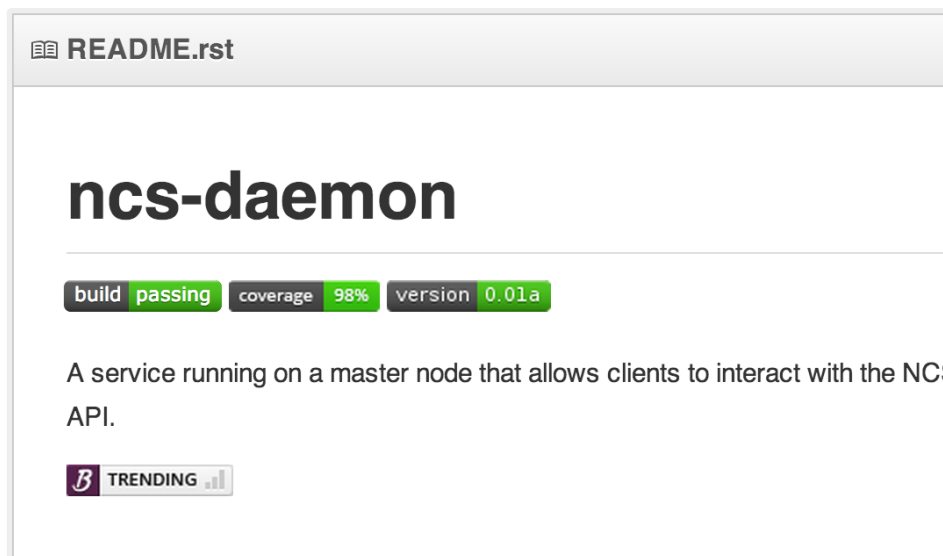 README.rst
ncs-daemon
build passing coverage 98% version 0.01a
A service running on a master node that allows clients to interact with the
API.
B TRENDING